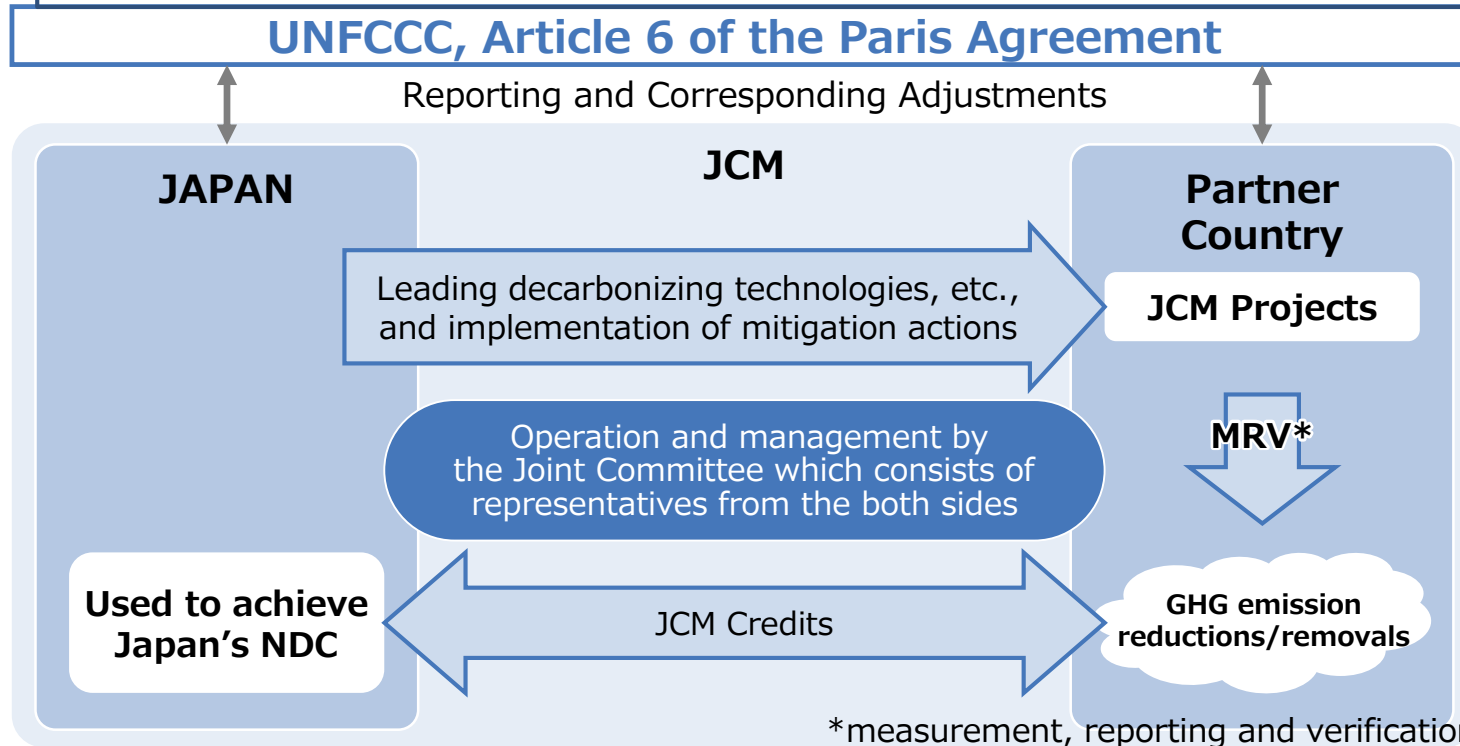 UNFCCC, Article 6 of the Paris Agreement
Reporting and Corresponding Adjustments
JCM
JAPAN
Partner
Country
Leading decarbonizing technologies, etc.,
and implementation of mitigation actions
JCM Projects
MRV*
Operation and management by
the Joint Committee which consists of
representatives from the both sides
Used to achieve
Japan's NDC
JCM Credits
GHG emission
reductions/removals
*measurement, reporting and verification